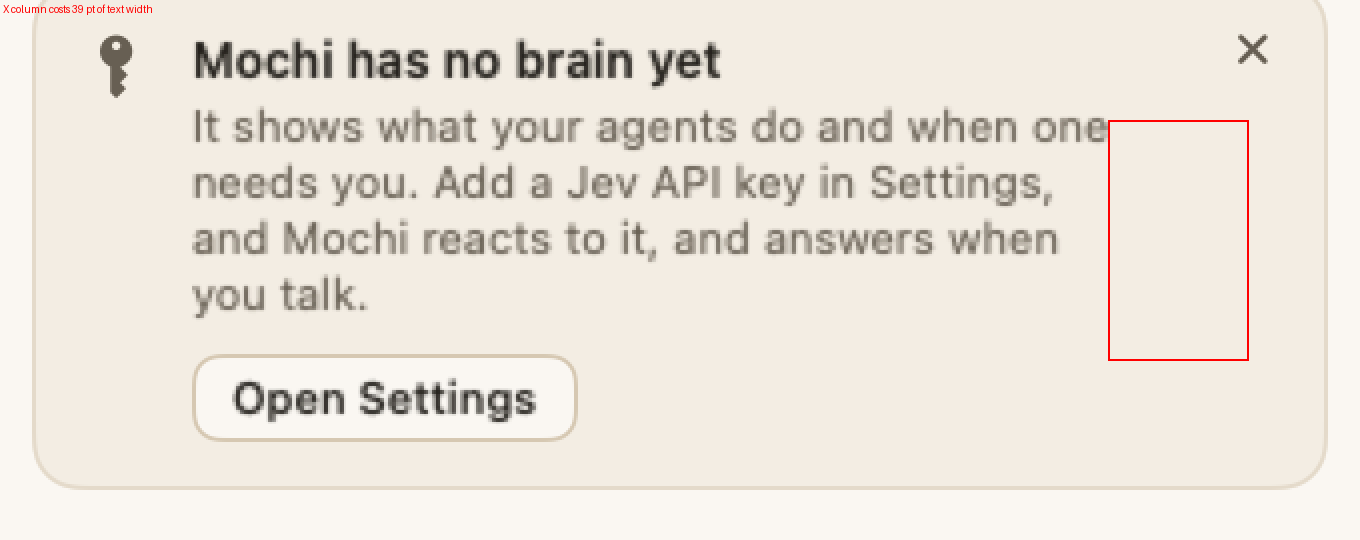 X column costs 39 pt of text width
Mochi has no brain yet
It shows what your agents do and when one
needs you. Add a Jev API key in Settings,
and Mochi reacts to it, and answers when
you talk.
Open Settings